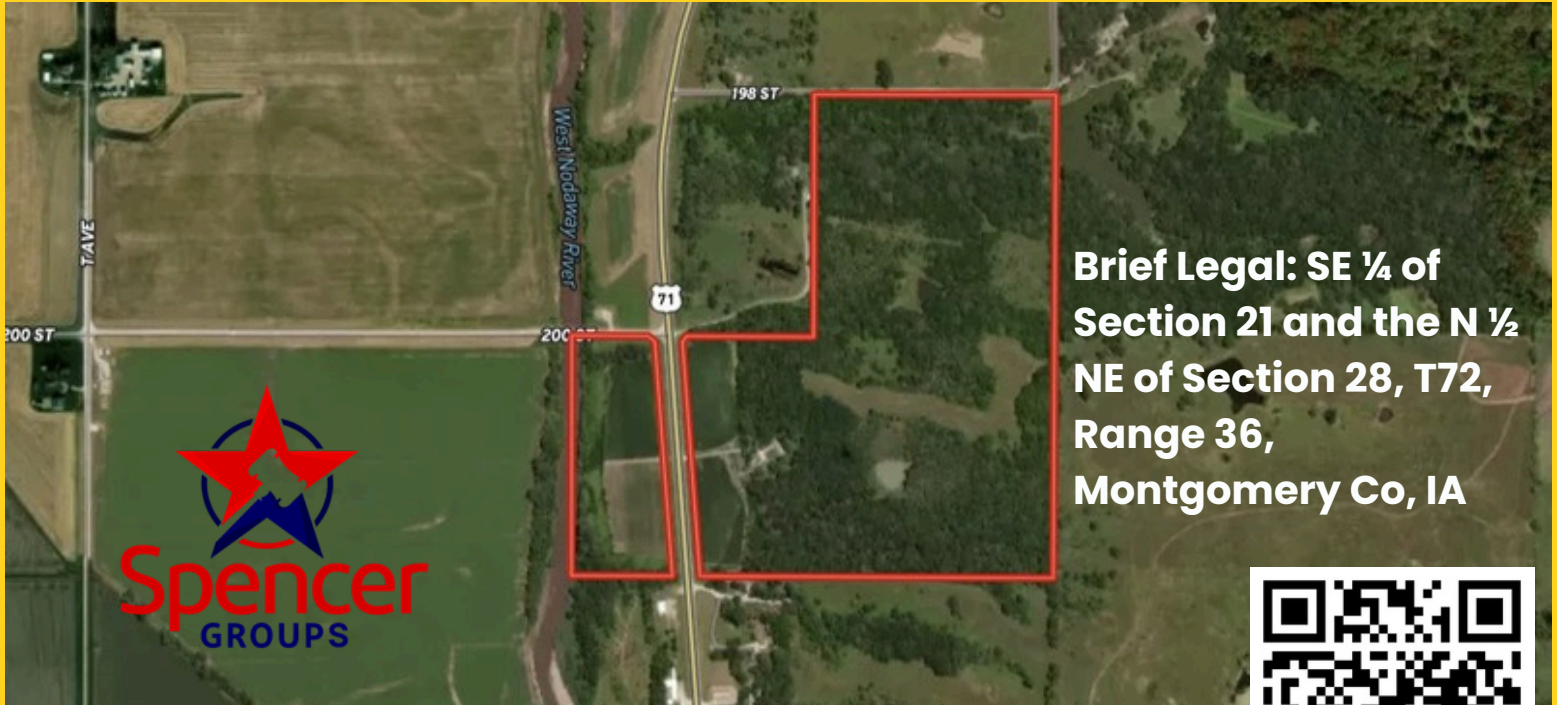 198 ST
West Nodaway River
T AVE
71
200 ST
200 ST
Brief Legal: SE ¼ of
Section 21 and the N ½
NE of Section 28, T72,
Range 36,
Montgomery Co, IA
Spencer
GROUPS